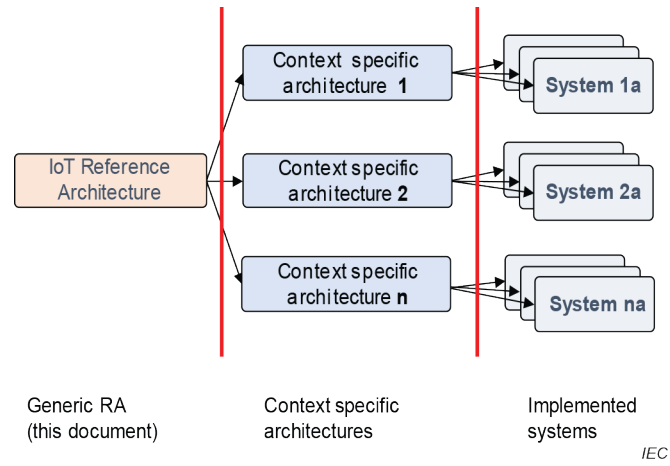 IoT Reference
Architecture
Context specific
architecture 1
Context specific
architecture 2
Context specific
architecture n
System 1a
System 2a
System na
Generic RA
(this document)
Context specific
architectures
Implemented
systems
IEC